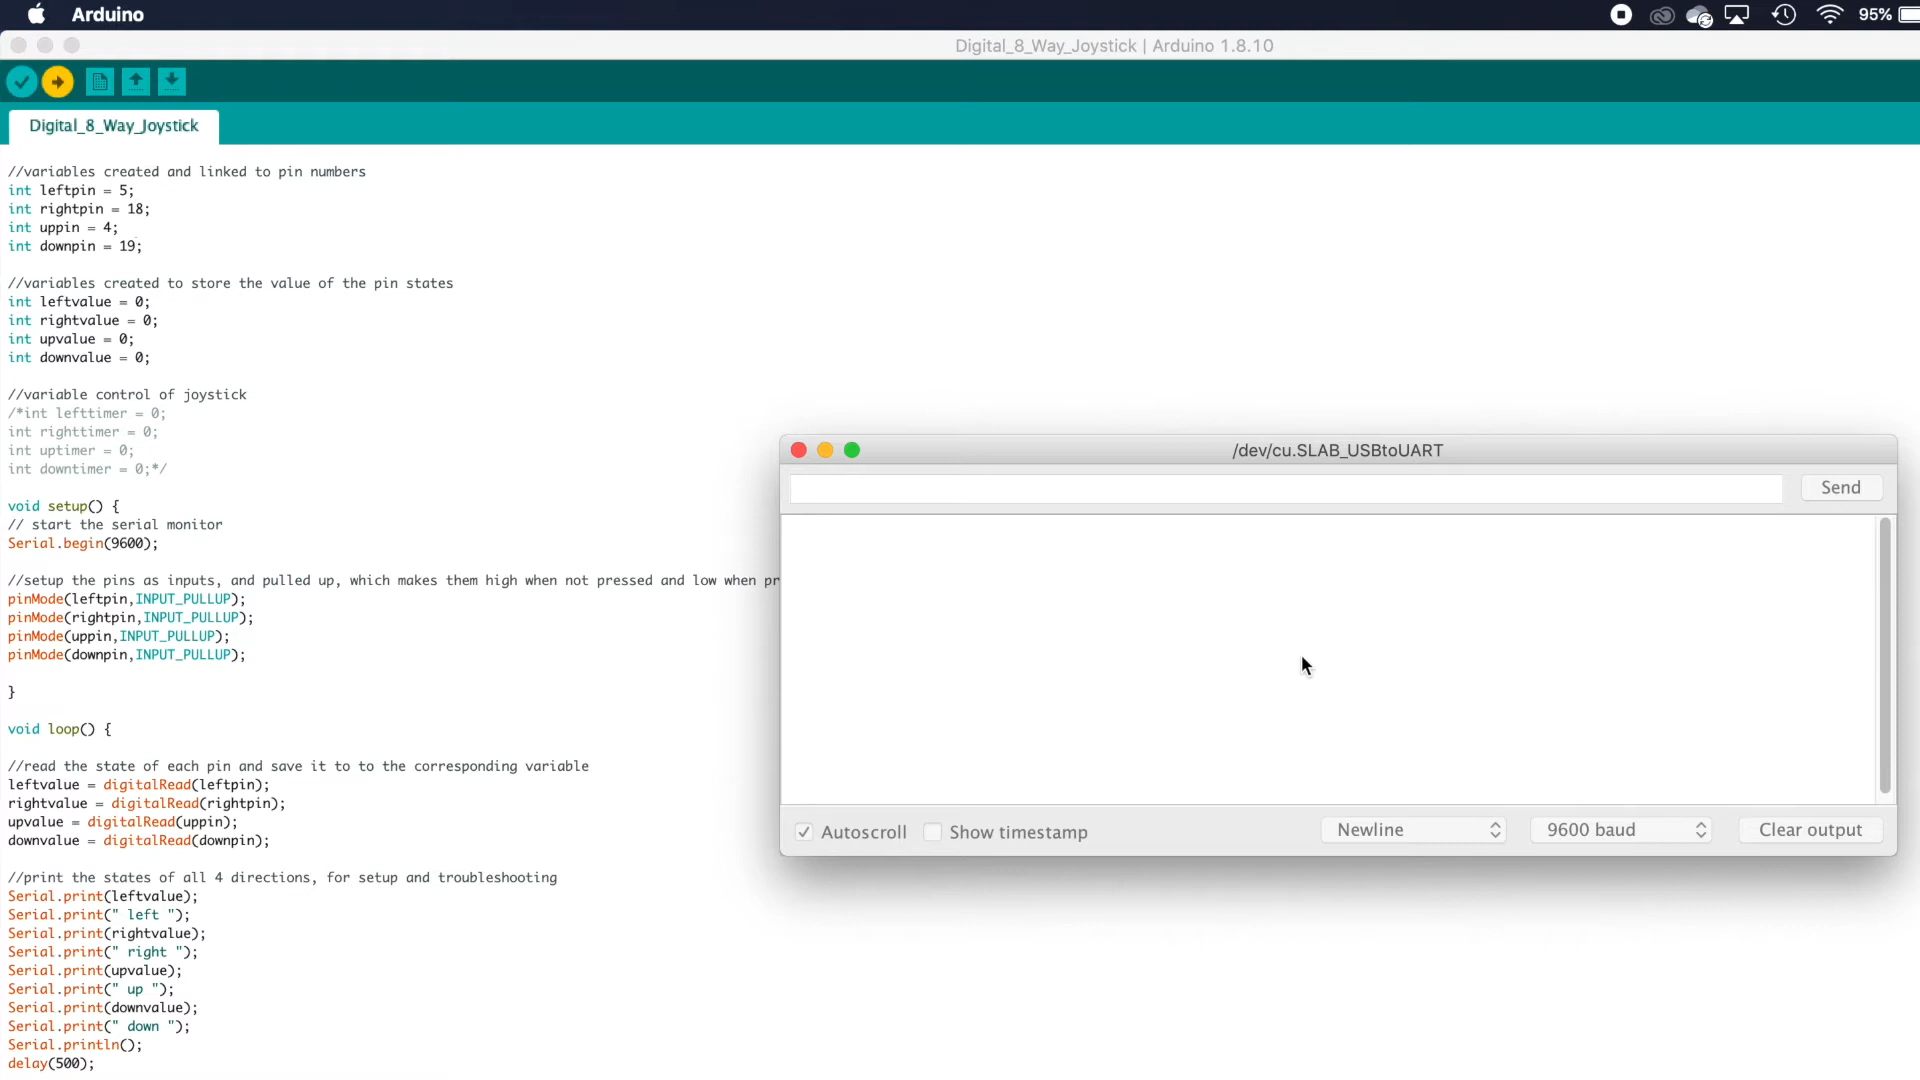 Arduino
95%
Digital_8_Way_Joystick | Arduino 1.8.10
Digital_8_Way_Joystick
//variables created and linked to pin numbers
int leftpin = 5;
int rightpin = 18;
int uppin = 4;
int downpin = 19;
//variables created to store the value of the pin states
int leftvalue = 0;
int rightvalue = 0;
int upvalue = 0;
int downvalue = 0;
//variable control of joystick
/*int lefttimer = 0;
int righttimer = 0;
int uptimer = 0;
int downtimer = 0;*/
void setup() {
// start the serial monitor
Serial.begin(9600);
//setup the pins as inputs, and pulled up, which makes them high when not pressed and low when pr
pinMode(leftpin,INPUT_PULLUP);
pinMode(rightpin,INPUT_PULLUP);
pinMode(uppin,INPUT_PULLUP);
pinMode(downpin,INPUT_PULLUP);
}
void loop() {
//read the state of each pin and save it to to the corresponding variable
leftvalue = digitalRead(leftpin);
rightvalue = digitalRead(rightpin);
upvalue = digitalRead(uppin);
downvalue = digitalRead(downpin);
//print the states of all 4 directions, for setup and troubleshooting
Serial.print(leftvalue);
Serial.print(" left ");
Serial.print(rightvalue);
Serial.print(" right ");
Serial.print(upvalue);
Serial.print(" up ");
Serial.print(downvalue);
Serial.print(" down ");
Serial.println();
delay(500);
/dev/cu.SLAB_USBtoUART
Send
Autoscroll
Show timestamp
Newline
9600 baud
Clear output